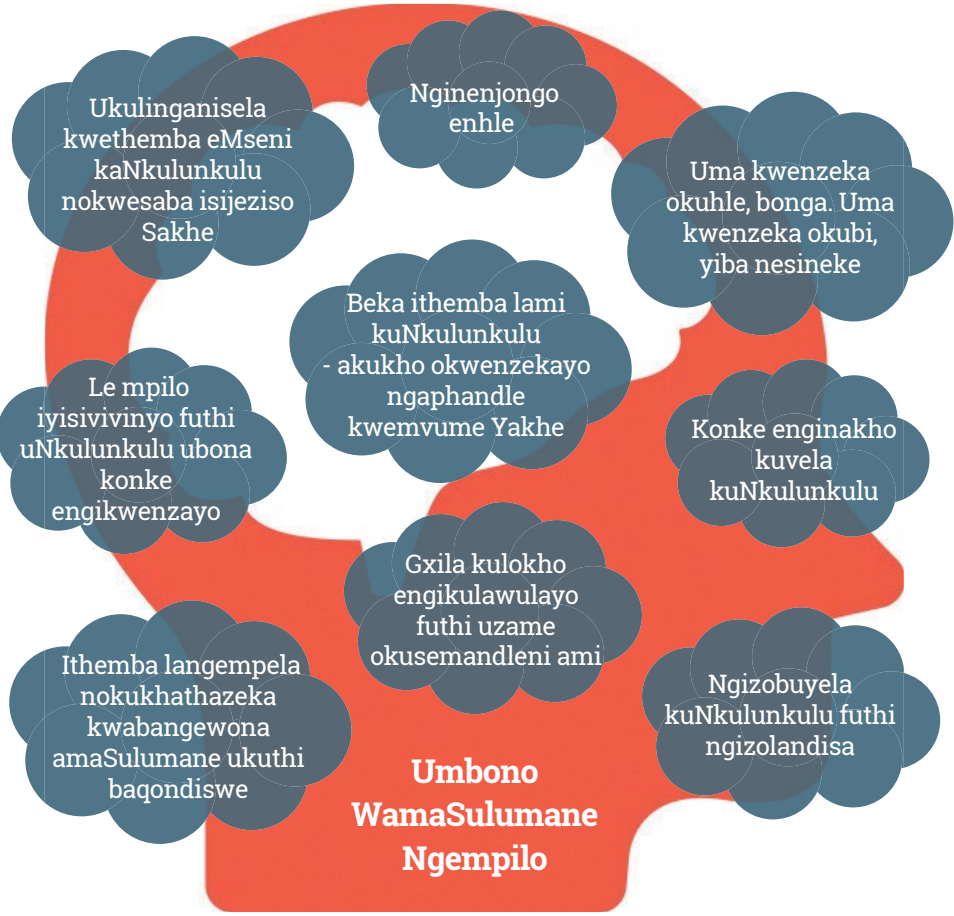 Ukulinganisela
kwethemba eMseni
kaNkulunkulu
nokwesaba isijeziso
Sakhe
Nginenjongo
enhle
Uma kwenzeka
okuhle, bonga. Uma
kwenzeka okubi,
yiba nesineke
Beka ithemba lami
kuNkulunkulu
- akukho okwenzekayo
ngaphandle
kwemvume Yakhe
Le mpilo
iyisivivinyo futhi
uNkulunkulu ubona
konke
engikwenzayo
Konke enginakho
kuvela
kuNkulunkulu
Gxila kulokho
engikulawulayo
futhi uzame
okusemandleni ami
Ithemba langempela
nokukhathazeka
kwabangewona
amaSulumane ukuthi
baqondiswe
Ngizobuyela
kuNkulunkulu futhi
ngizolandisa
Umbono
WamaSulumane
Ngempilo